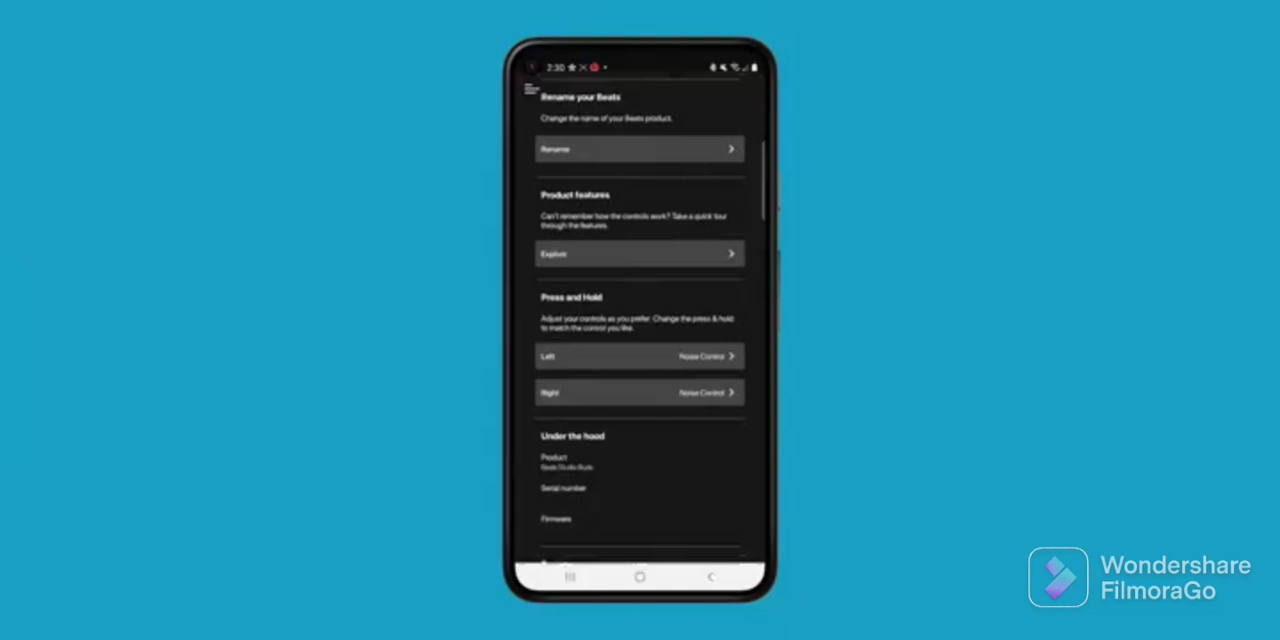 2:30
Rename your Beats
Change the name of your Beats product.
Rename
Product features
Can't remember how the controls work? Take a quick tour
through the features.
Explore
Press and Hold
Adjust your controls as you prefer. Change the press & hold
to match the control you like.
Left Noise Control
Right Noise Control
Under the hood
Product
Beats Studio Buds
Serial number
Firmware
Wondershare
FilmoraGo